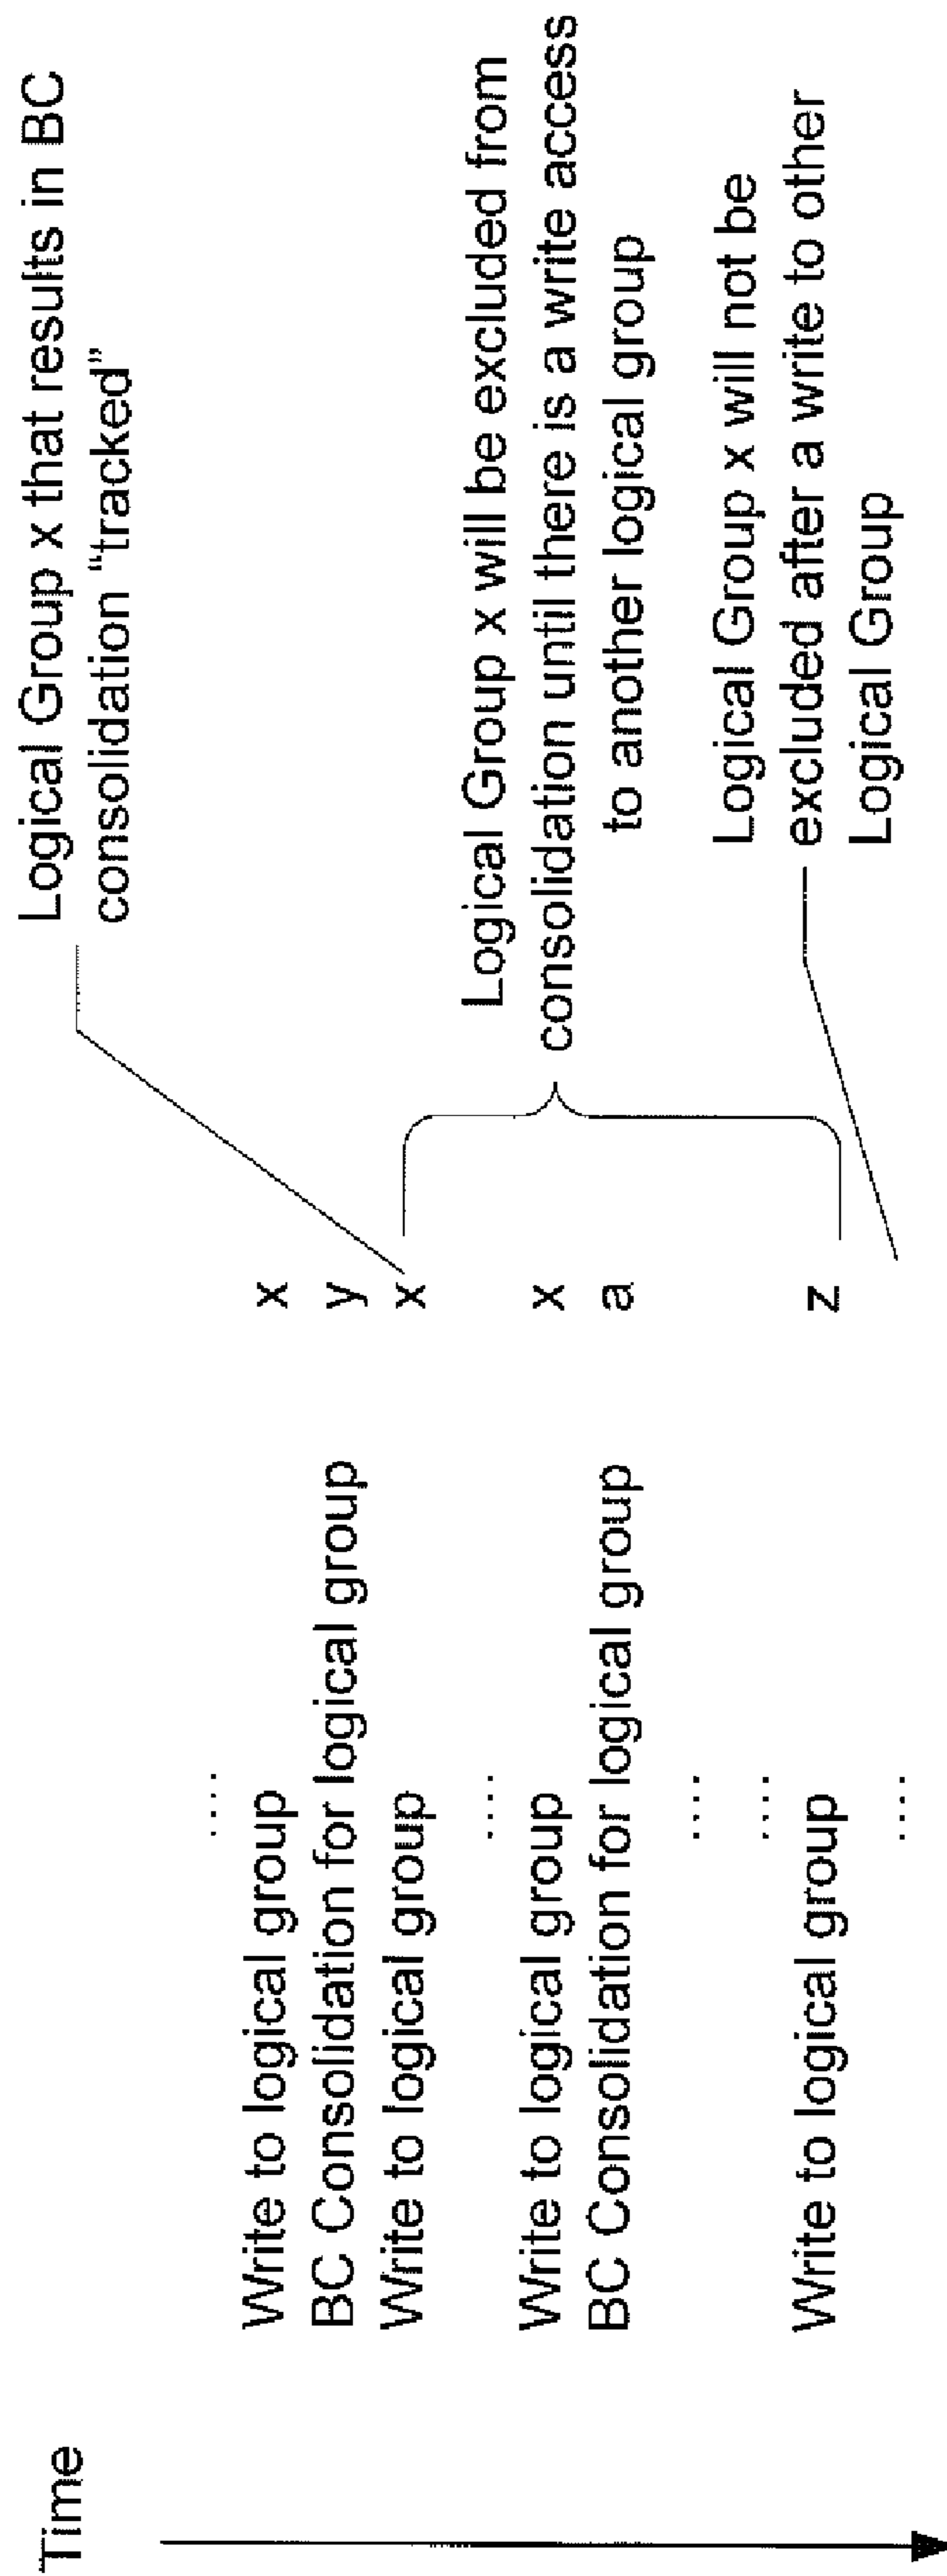 Time
Logical Group x that results in BC
consolidation “tracked”
....
Write to logical group x
BC Consolidation for logical group y
Write to logical group x
....
Write to logical group x
BC Consolidation for logical group a
....
....
Write to logical group z
....
Logical Group x will be excluded from
consolidation until there is a write access
to another logical group
Logical Group x will not be
excluded after a write to other
Logical Group